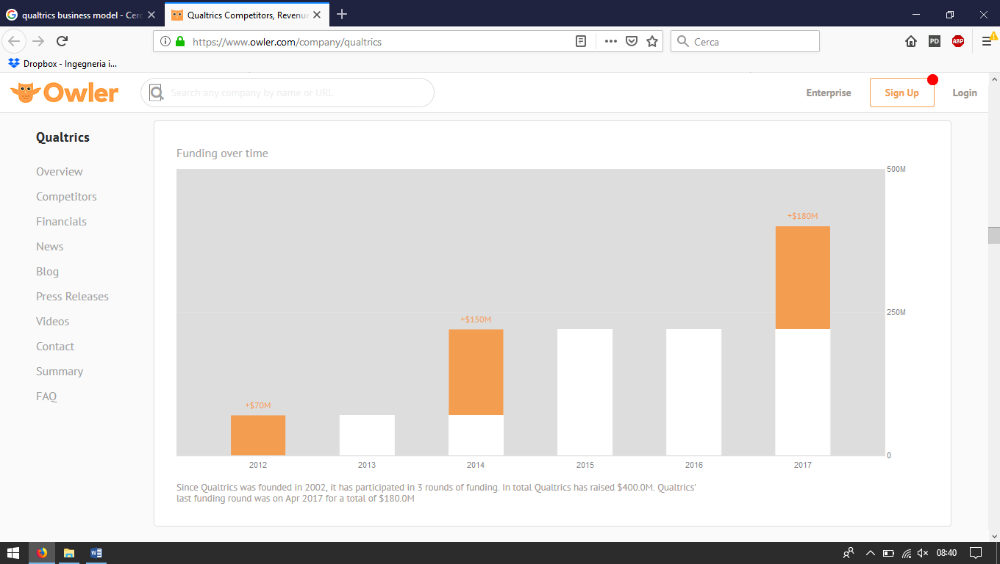 qualtrics business model - Cerc
Qualtrics Competitors, Revenue
https://www.owler.com/company/qualtrics
Cerca
PD
ABP
Dropbox - Ingegneria i...
Owler
Search any company by name or URL
Enterprise
Sign Up
Login
Qualtrics
Overview
Competitors
Financials
News
Blog
Press Releases
Videos
Contact
Summary
FAQ
Funding over time
500M
+$180M
250M
+$150M
+$70M
0
2012
2013
2014
2015
2016
2017
Since Qualtrics was founded in 2002, it has participated in 3 rounds of funding. In total Qualtrics has raised $400.0M. Qualtrics'
last funding round was on Apr 2017 for a total of $180.0M
08:40